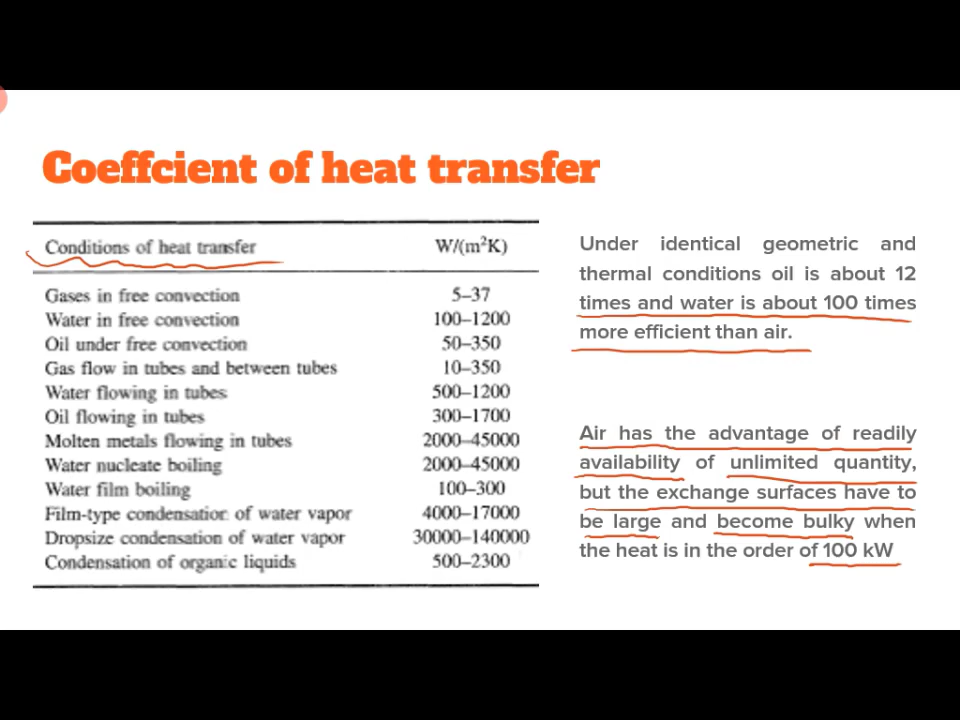 Coeffcient of heat transfer
Conditions of heat transfer W/(m²K)
Gases in free convection 5–37
Water in free convection 100–1200
Oil under free convection 50–350
Gas flow in tubes and between tubes 10–350
Water flowing in tubes 500–1200
Oil flowing in tubes 300–1700
Molten metals flowing in tubes 2000–45000
Water nucleate boiling 2000–45000
Water film boiling 100–300
Film-type condensation of water vapor 4000–17000
Dropsize condensation of water vapor 30000–140000
Condensation of organic liquids 500–2300
Under identical geometric and
thermal conditions oil is about 12
times and water is about 100 times
more efficient than air.
Air has the advantage of readily
availability of unlimited quantity,
but the exchange surfaces have to
be large and become bulky when
the heat is in the order of 100 kW